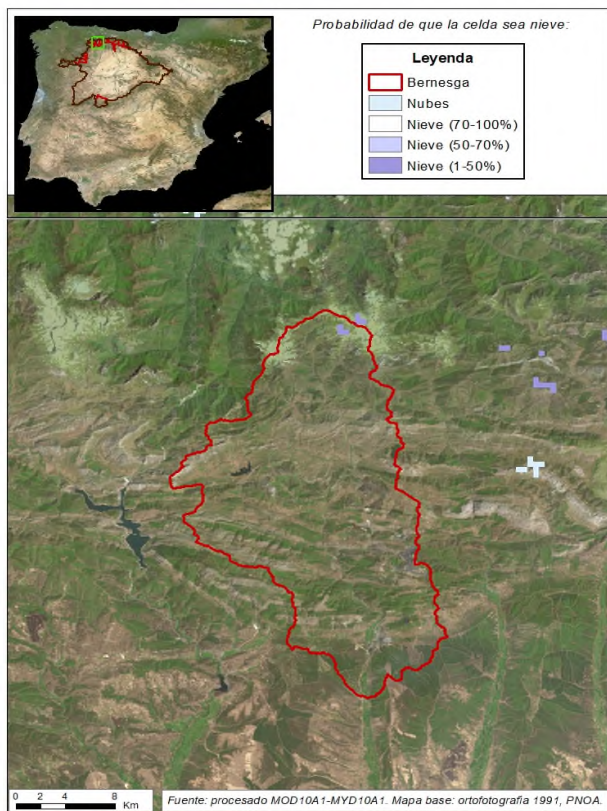 Probabilidad de que la celda sea nieve:
Leyenda
Bernesga
Nubes
Nieve (70-100%)
Nieve (50-70%)
Nieve (1-50%)
0 2 4 8
Km
Fuente: procesado MOD10A1-MYD10A1. Mapa base: ortofotografia 1991, PNOA